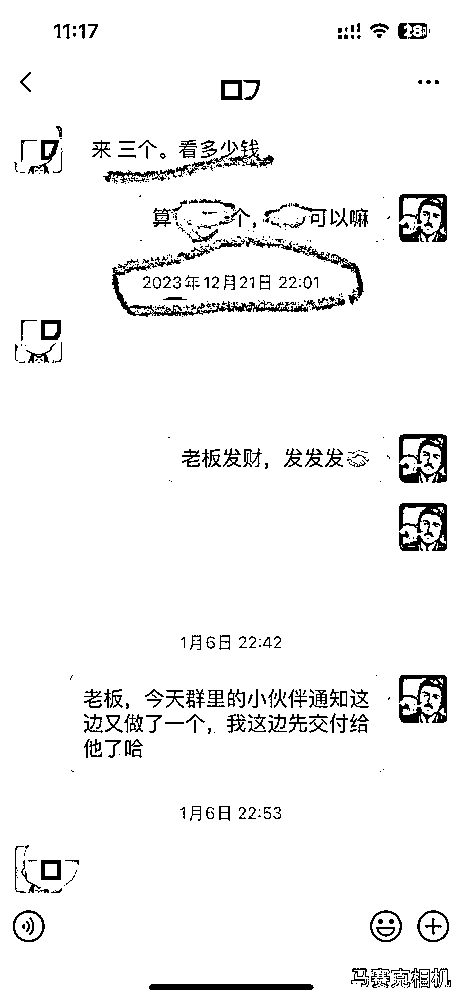 11:17
28
来 三个。看多少钱
算 个， 可以嘛
2023年12月21日 22:01
老板发财，发发发
1月6日 22:42
老板，今天群里的小伙伴通知这
边又做了一个，我这边先交付给
他了哈
1月6日 22:53
马赛克相机